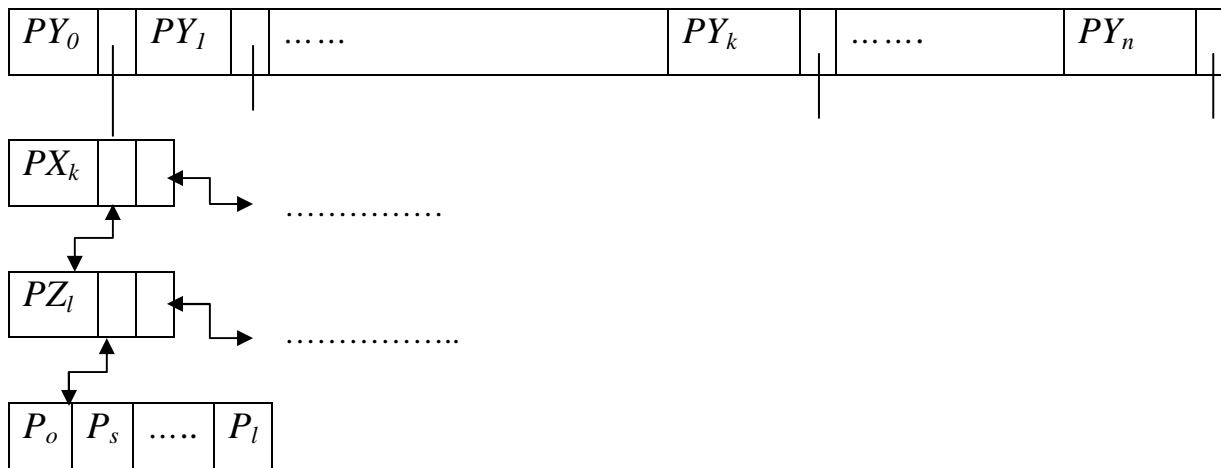 PY₀ PY₁ …… PYₖ ……. PYₙ
PXₖ
……………
PZₗ
……………..
Pₒ Pₛ ….. Pₗ